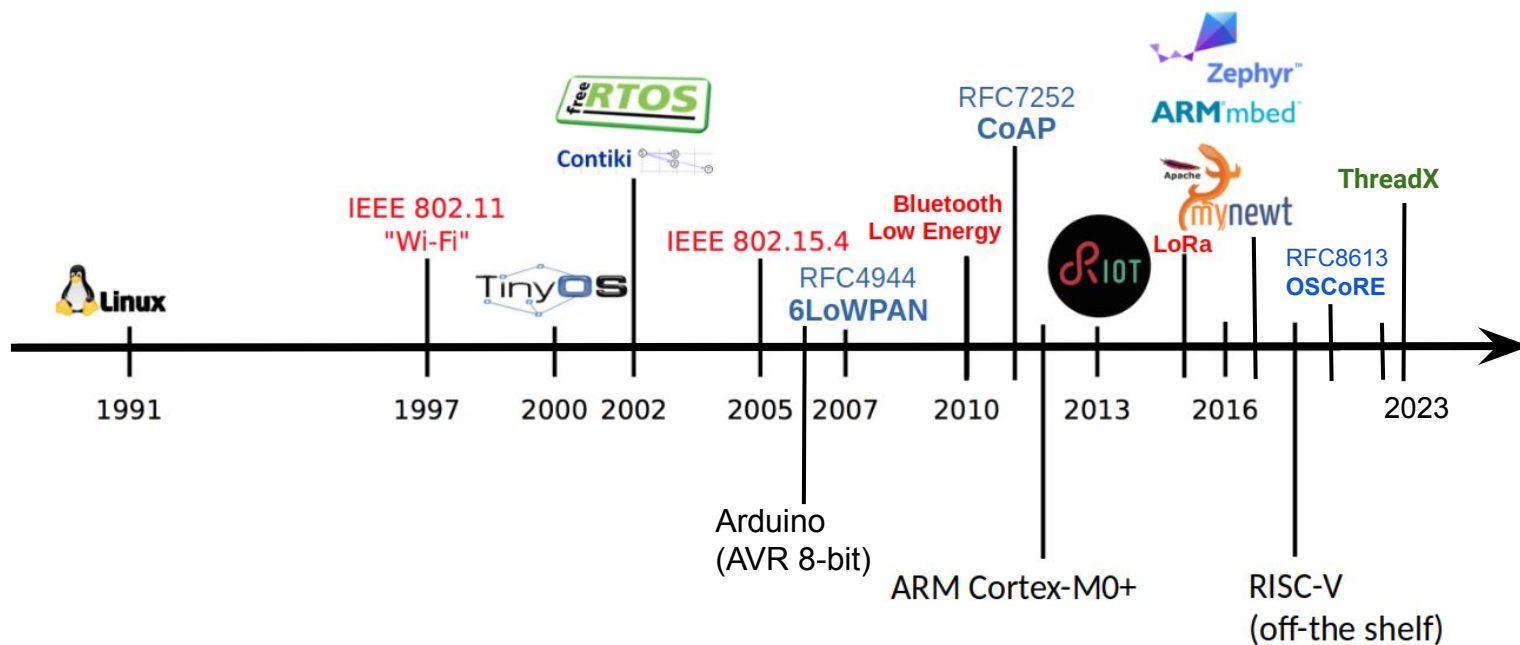 Zephyr™
ARM®mbed™
free RTOS
RFC7252
CoAP
Contiki
Apache
mynewt
ThreadX
IEEE 802.11
"Wi-Fi"
Bluetooth
Low Energy
IEEE 802.15.4
RIOT
LoRa
RFC8613
OSCoRE
Linux
TinyOS
RFC4944
6LoWPAN
1991
1997
2000
2002
2005
2007
2010
2013
2016
2023
Arduino
(AVR 8-bit)
ARM Cortex-M0+
RISC-V
(off-the shelf)